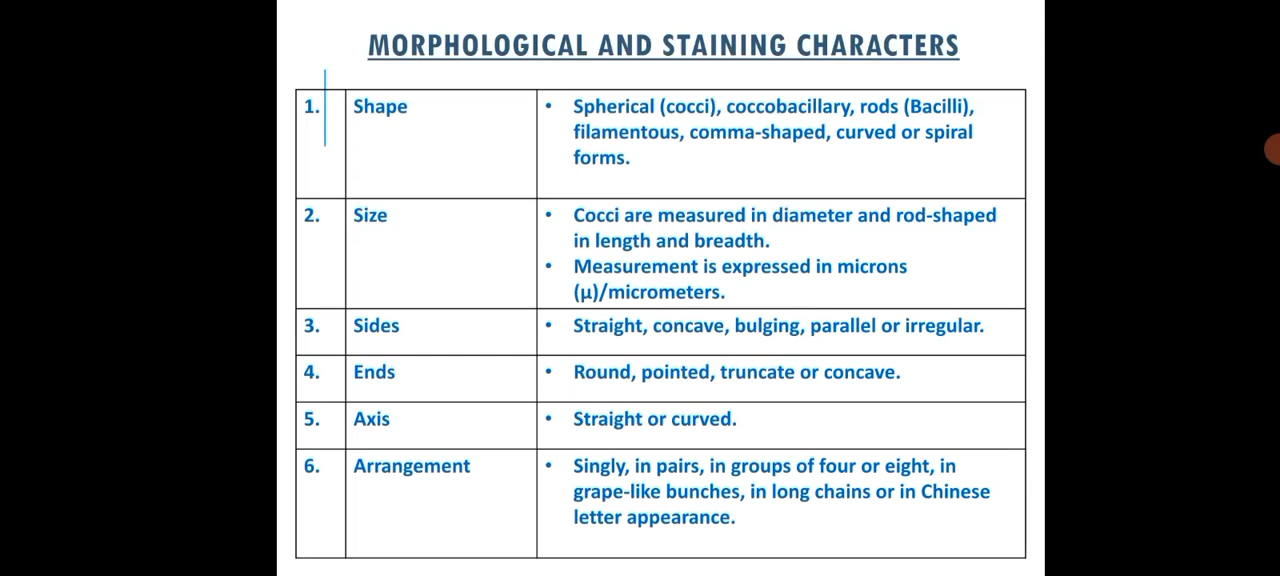 MORPHOLOGICAL AND STAINING CHARACTERS
1. Shape • Spherical (cocci), coccobacillary, rods (Bacilli),
filamentous, comma-shaped, curved or spiral
forms.
2. Size • Cocci are measured in diameter and rod-shaped
in length and breadth.
• Measurement is expressed in microns
(μ)/micrometers.
3. Sides • Straight, concave, bulging, parallel or irregular.
4. Ends • Round, pointed, truncate or concave.
5. Axis • Straight or curved.
6. Arrangement • Singly, in pairs, in groups of four or eight, in
grape-like bunches, in long chains or in Chinese
letter appearance.